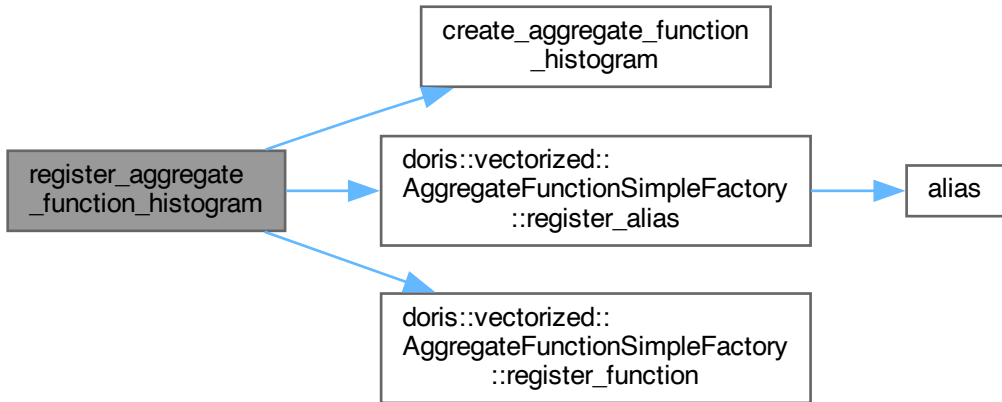 create_aggregate_function
_histogram
register_aggregate
_function_histogram
doris::vectorized::
AggregateFunctionSimpleFactory
::register_alias
alias
doris::vectorized::
AggregateFunctionSimpleFactory
::register_function